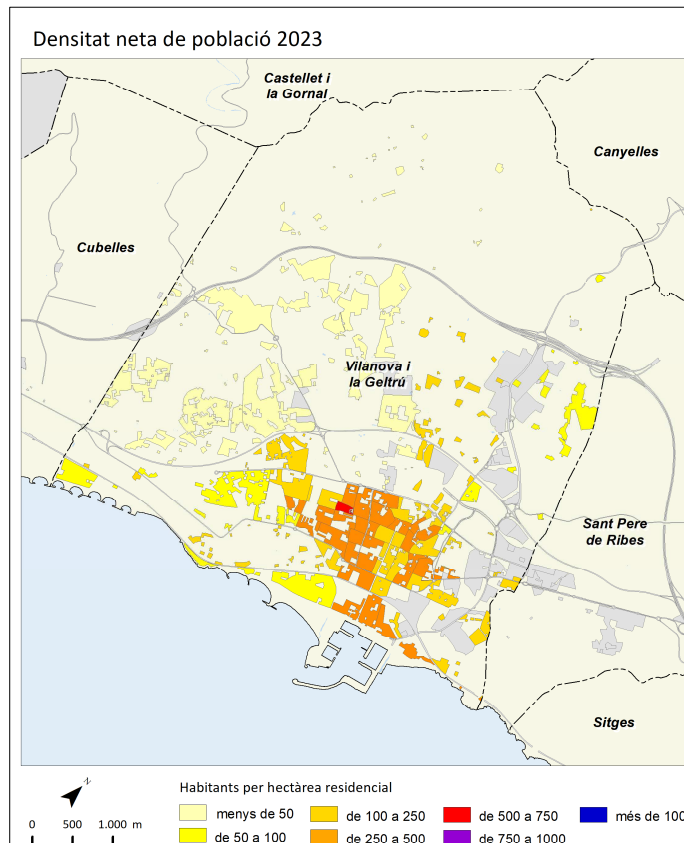 Densitat neta de població 2023
Castellet i
la Gornal
Canyelles
Cubelles
Vilanova i
la Geltrú
Sant Pere
de Ribes
Sitges
N
Habitants per hectàrea residencial
menys de 50
de 100 a 250
de 500 a 750
més de 100
0 500 1.000 m
de 50 a 100
de 250 a 500
de 750 a 1000